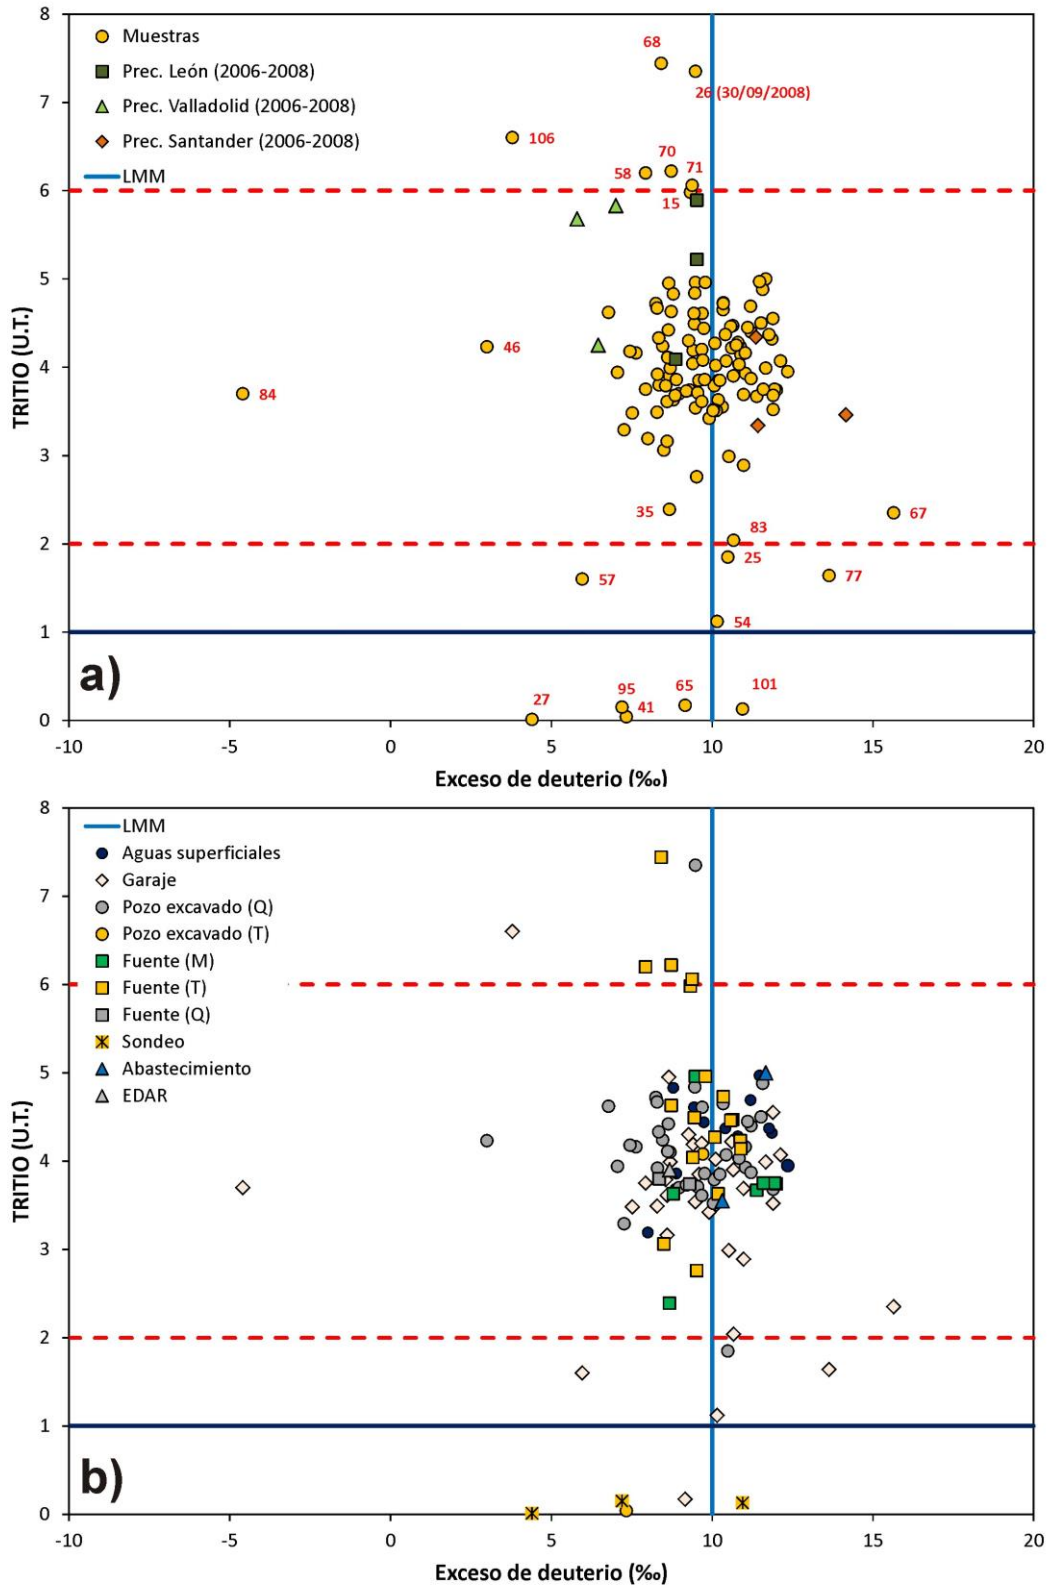 8
Muestras
68
Prec. León (2006-2008)
7
26 (30/09/2008)
Prec. Valladolid (2006-2008)
106
70
Prec. Santander (2006-2008)
71
58
LMM
6
15
5
TRITIO (U.T.)
46
4
84
3
35
67
83
2
25
57
77
54
1
a)
101
65
95
27
41
0
-10
-5
0
5
10
15
20
Exceso de deuterio (‰)
8
LMM
Aguas superficiales
Garaje
7
Pozo excavado (Q)
Pozo excavado (T)
Fuente (M)
6
Fuente (T)
Fuente (Q)
Sondeo
Abastecimiento
5
EDAR
TRITIO (U.T.)
4
3
2
1
b)
0
-10
-5
0
5
10
15
20
Exceso de deuterio (‰)